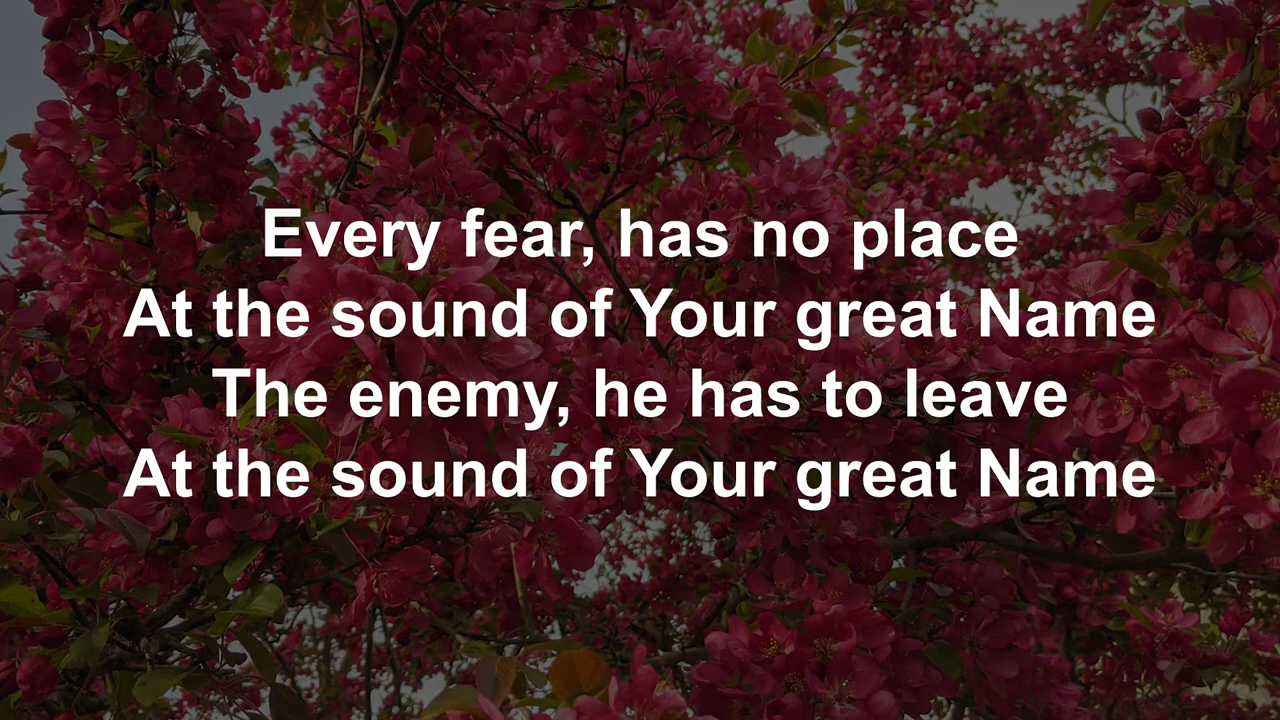 Every fear, has no place
At the sound of Your great Name
The enemy, he has to leave
At the sound of Your great Name